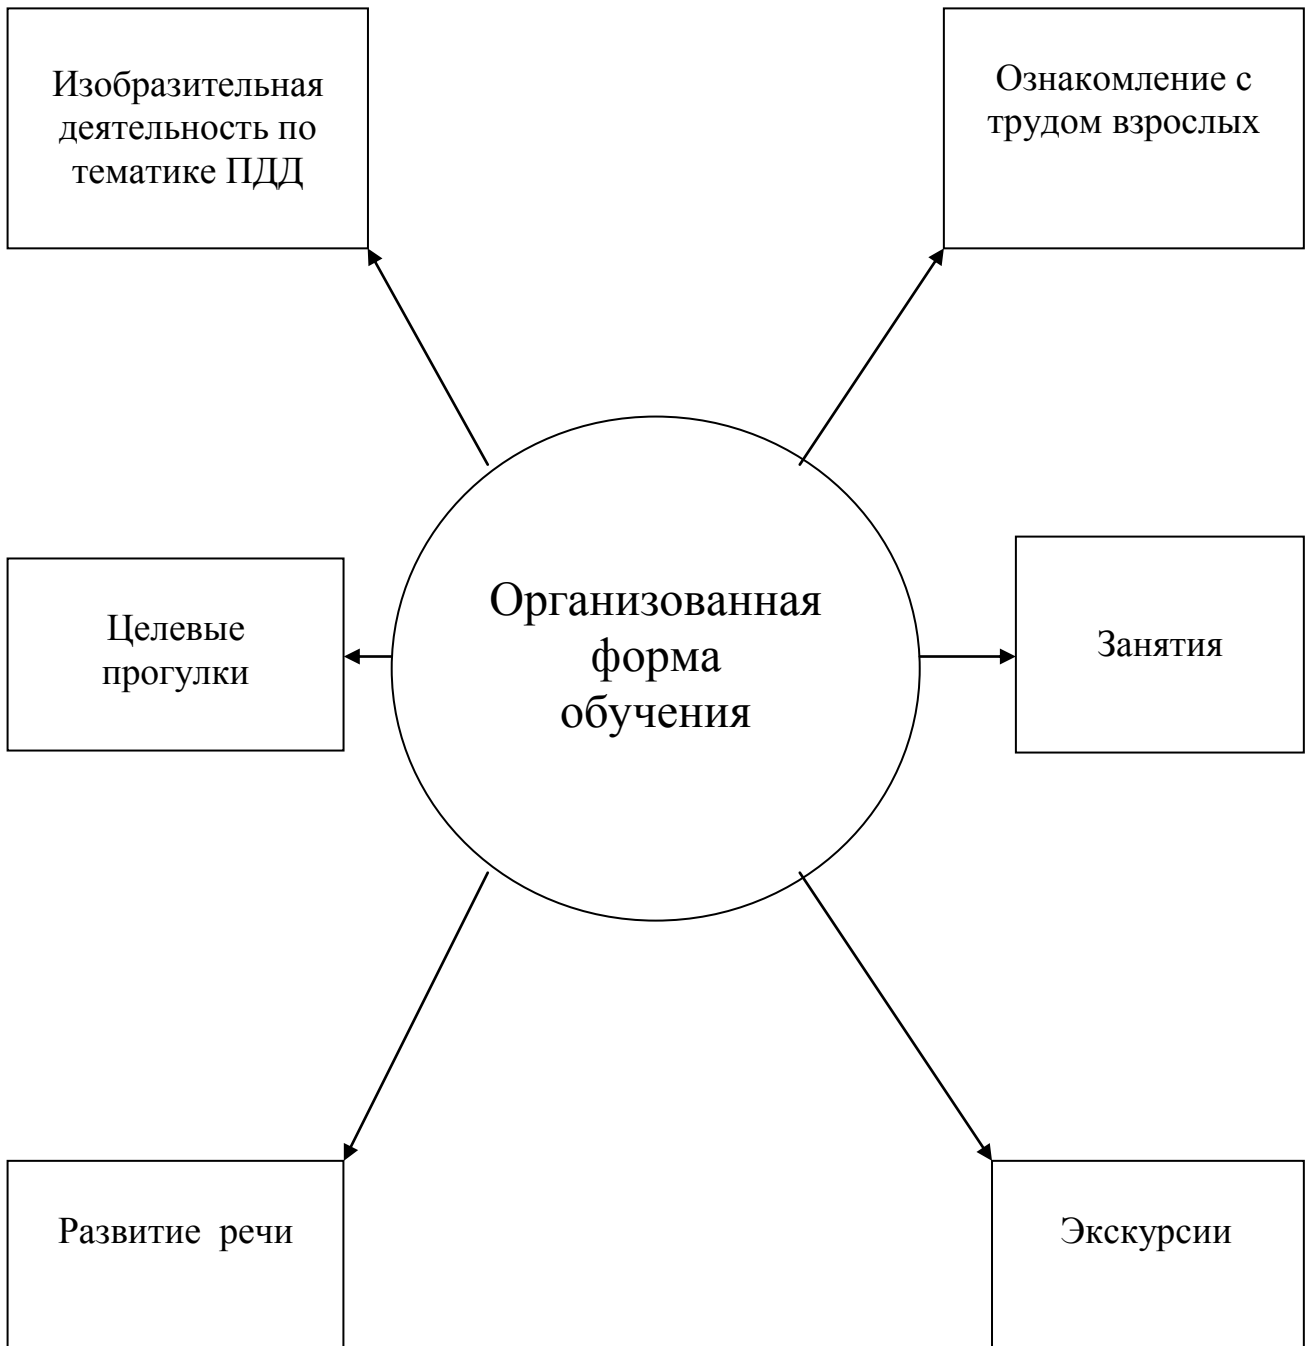 Изобразительная
деятельность по
тематике ПДД
Ознакомление с
трудом взрослых
Организованная
форма
обучения
Целевые
прогулки
Занятия
Развитие речи
Экскурсии